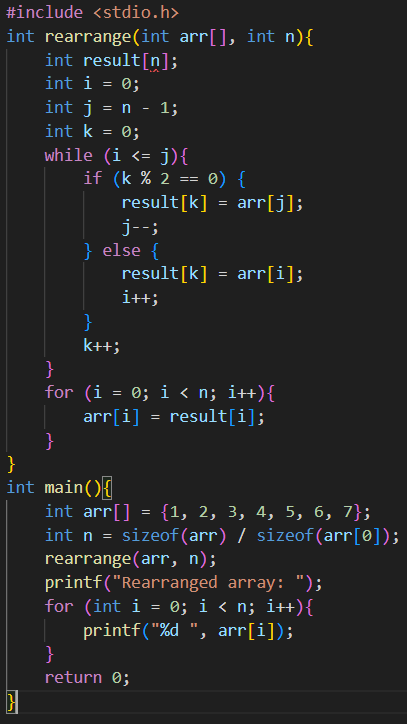 #include <stdio.h>
int rearrange(int arr[], int n){
    int result[n];
    int i = 0;
    int j = n - 1;
    int k = 0;
    while (i <= j){
        if (k % 2 == 0) {
            result[k] = arr[j];
            j--;
        } else {
            result[k] = arr[i];
            i++;
        }
        k++;
    }
    for (i = 0; i < n; i++){
        arr[i] = result[i];
    }
}
int main(){
    int arr[] = {1, 2, 3, 4, 5, 6, 7};
    int n = sizeof(arr) / sizeof(arr[0]);
    rearrange(arr, n);
    printf("Rearranged array: ");
    for (int i = 0; i < n; i++){
        printf("%d ", arr[i]);
    }
    return 0;
}